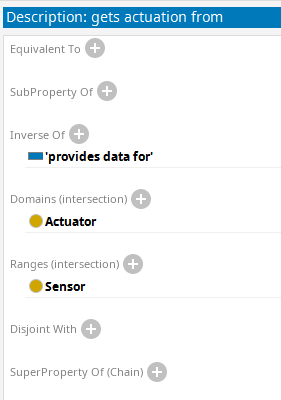 Description: gets actuation from
Equivalent To
SubProperty Of
Inverse Of
'provides data for'
Domains (intersection)
Actuator
Ranges (intersection)
Sensor
Disjoint With
SuperProperty Of (Chain)